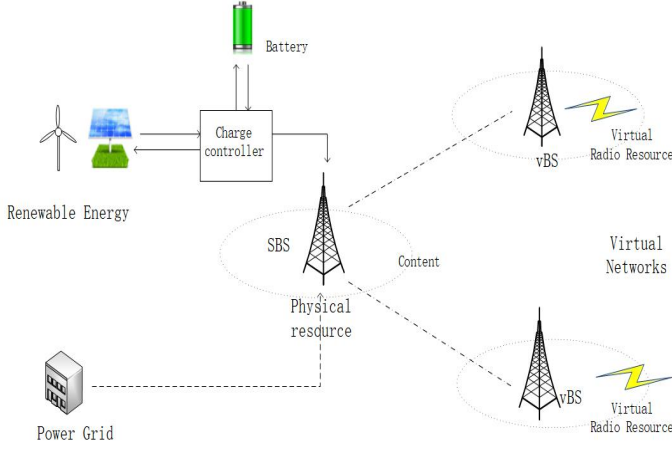 Battery
Charge
controller
Renewable Energy
vBS
Virtual
Radio Resource
SBS
Content
Virtual
Networks
Physical
resource
Power Grid
vBS
Virtual
Radio Resource